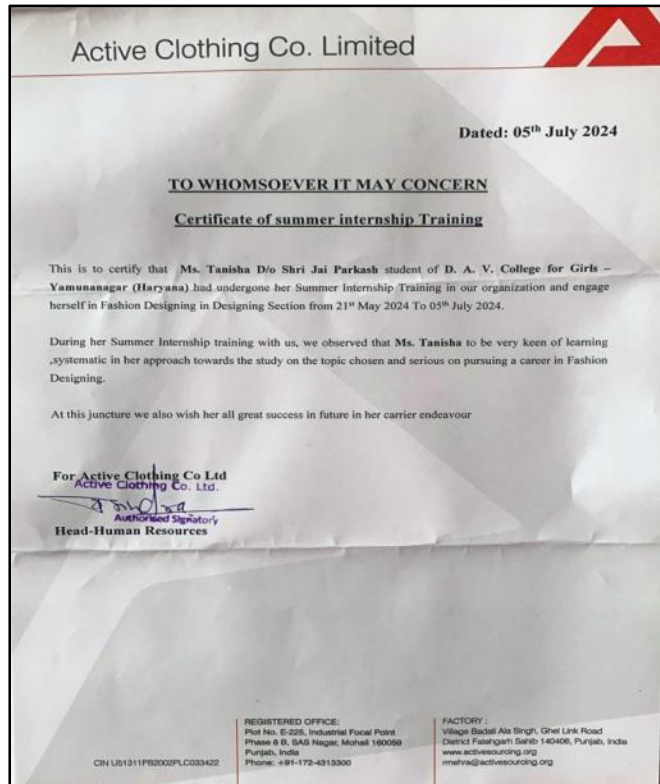 Active Clothing Co. Limited
Dated: 05th July 2024
TO WHOMSOEVER IT MAY CONCERN
Certificate of summer internship Training
This is to certify that Ms. Tanisha D/o Shri Jai Parkash student of D. A. V. College for Girls –
Yamunanagar (Haryana) had undergone her Summer Internship Training in our organization and engage
herself in Fashion Designing in Designing Section from 21st May 2024 To 05th July 2024.
During her Summer Internship training with us, we observed that Ms. Tanisha to be very keen of learning
,systematic in her approach towards the study on the topic chosen and serious on pursuing a career in Fashion
Designing.
At this juncture we also wish her all great success in future in her carrier endeavour
For Active Clothing Co Ltd
Active Clothing Co. Ltd.
Authorised Signatory
Head-Human Resources
CIN U51311PB2002PLC033422
REGISTERED OFFICE:
Plot No. E-225, Industrial Focal Point
Phase 8 B, SAS Nagar, Mohali 160059
Punjab, India
Phone: +91-172-4313300
FACTORY :
Village Badali Ala Singh, Ghel Link Road
District Fatehgarh Sahib 140406, Punjab, India
www.activesourcing.org
rmehra@activesourcing.org